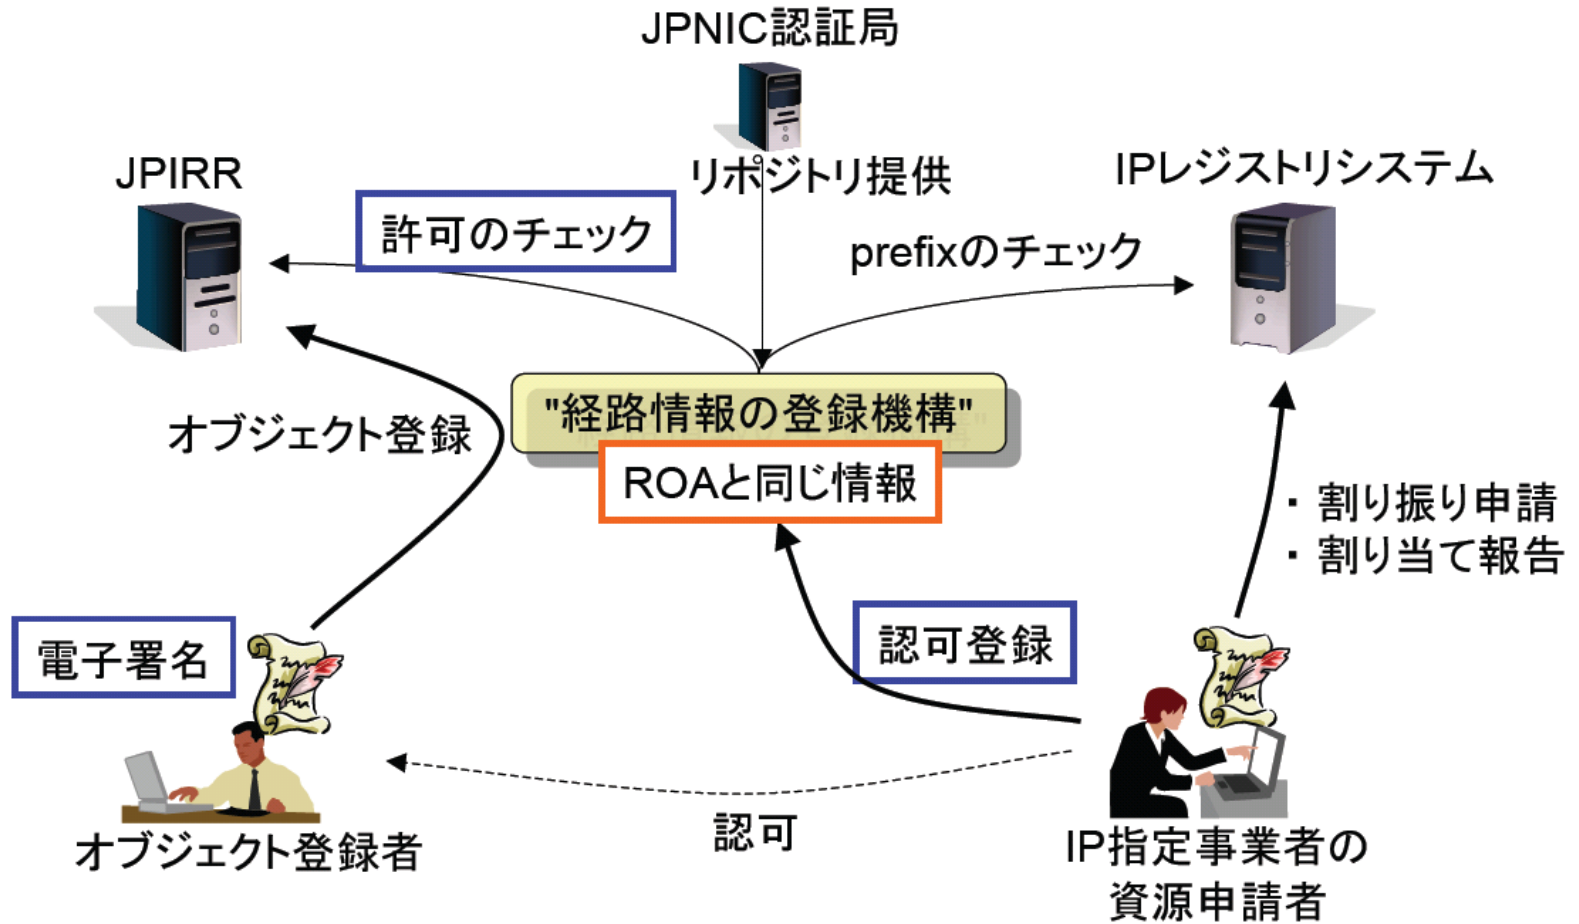 JPNIC認証局
JPIRR
リポジトリ提供
IPレジストリシステム
許可のチェック
prefixのチェック
"経路情報の登録機構"
オブジェクト登録
ROAと同じ情報
・ 割り振り申請
・ 割り当て報告
電子署名
認可登録
認可
オブジェクト登録者
IP指定事業者の
資源申請者